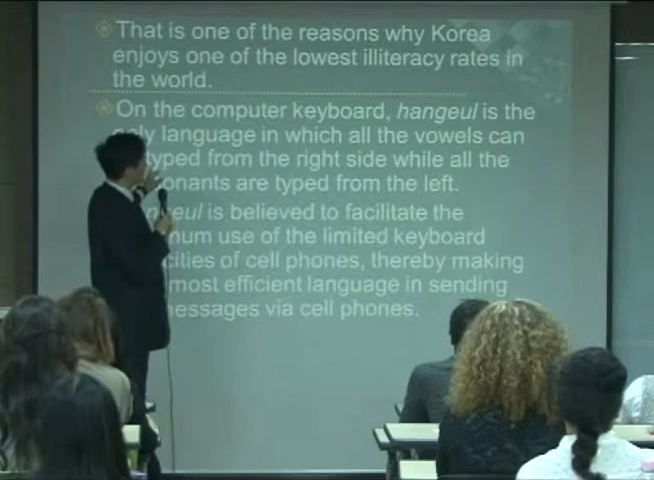 That is one of the reasons why Korea
enjoys one of the lowest illiteracy rates in
the world.
On the computer keyboard, hangeul is the
language in which all the vowels can
typed from the right side while all the
are typed from the left.
is believed to facilitate the
use of the limited keyboard
of cell phones, thereby making
most efficient language in sending
via cell phones.